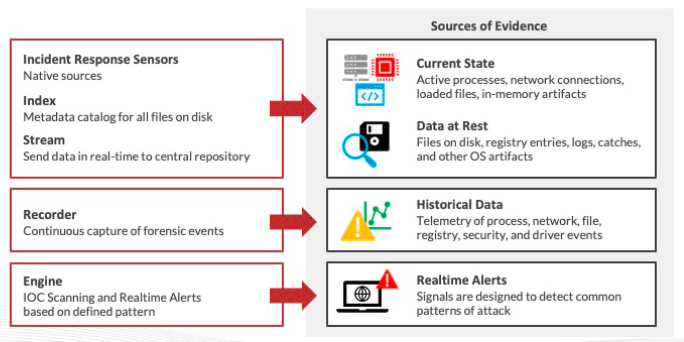 Sources of Evidence
Incident Response Sensors
Native sources
Index
Metadata catalog for all files on disk
Stream
Send data in real-time to central repository
Current State
Active processes, network connections,
loaded files, in-memory artifacts
Data at Rest
Files on disk, registry entries, logs, catches,
and other OS artifacts
Recorder
Continuous capture of forensic events
Historical Data
Telemetry of process, network, file,
registry, security, and driver events
Engine
IOC Scanning and Realtime Alerts
based on defined pattern
Realtime Alerts
Signals are designed to detect common
patterns of attack